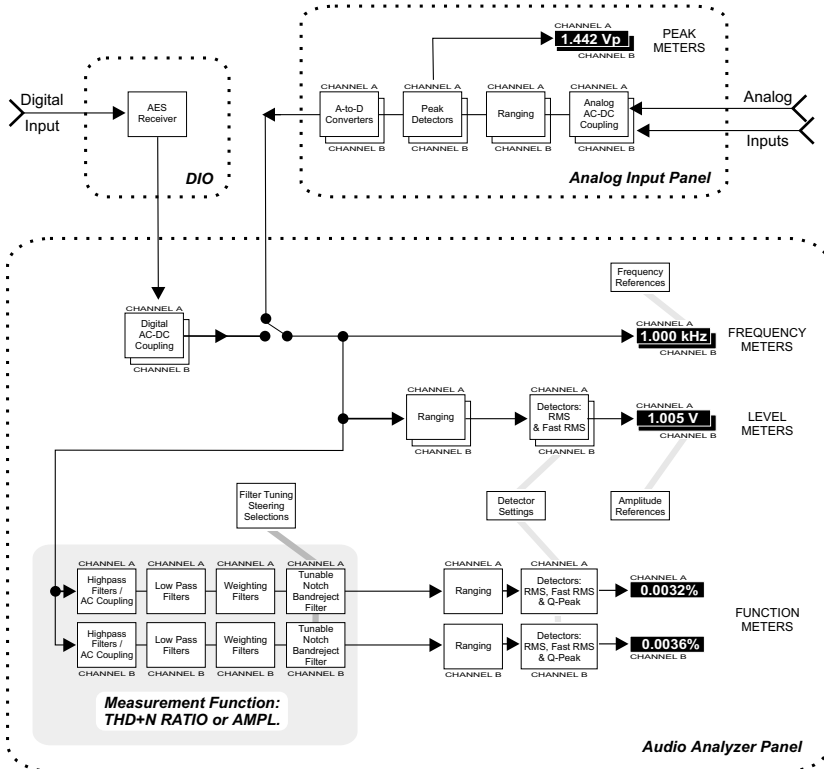 CHANNEL A
1.442 Vp
CHANNEL B
PEAK
METERS
Digital
Input
AES
Receiver
DIO
CHANNEL A
A-to-D
Converters
CHANNEL B
CHANNEL A
Peak
Detectors
CHANNEL B
CHANNEL A
Ranging
CHANNEL B
CHANNEL A
Analog
AC-DC
Coupling
CHANNEL B
Analog
Inputs
Analog Input Panel
CHANNEL A
Digital
AC-DC
Coupling
CHANNEL B
Frequency
References
CHANNEL A
1.000 kHz
CHANNEL B
FREQUENCY
METERS
CHANNEL A
Ranging
CHANNEL B
CHANNEL A
Detectors:
RMS
& Fast RMS
CHANNEL B
CHANNEL A
1.005 V
CHANNEL B
LEVEL
METERS
Filter Tuning
Steering
Selections
Detector
Settings
Amplitude
References
CHANNEL A
Highpass
Filters /
AC Coupling
CHANNEL A
Low Pass
Filters
CHANNEL A
Weighting
Filters
CHANNEL A
Tunable
Notch
Bandreject
Filter
CHANNEL A
Ranging
CHANNEL A
Detectors:
RMS, Fast RMS
& Q-Peak
CHANNEL A
0.0032%
FUNCTION
METERS
Highpass
Filters /
AC Coupling
CHANNEL B
Low Pass
Filters
CHANNEL B
Weighting
Filters
CHANNEL B
Tunable
Notch
Bandreject
Filter
CHANNEL B
Ranging
CHANNEL B
Detectors:
RMS, Fast RMS
& Q-Peak
CHANNEL B
0.0036%
CHANNEL B
Measurement Function:
THD+N RATIO or AMPL.
Audio Analyzer Panel